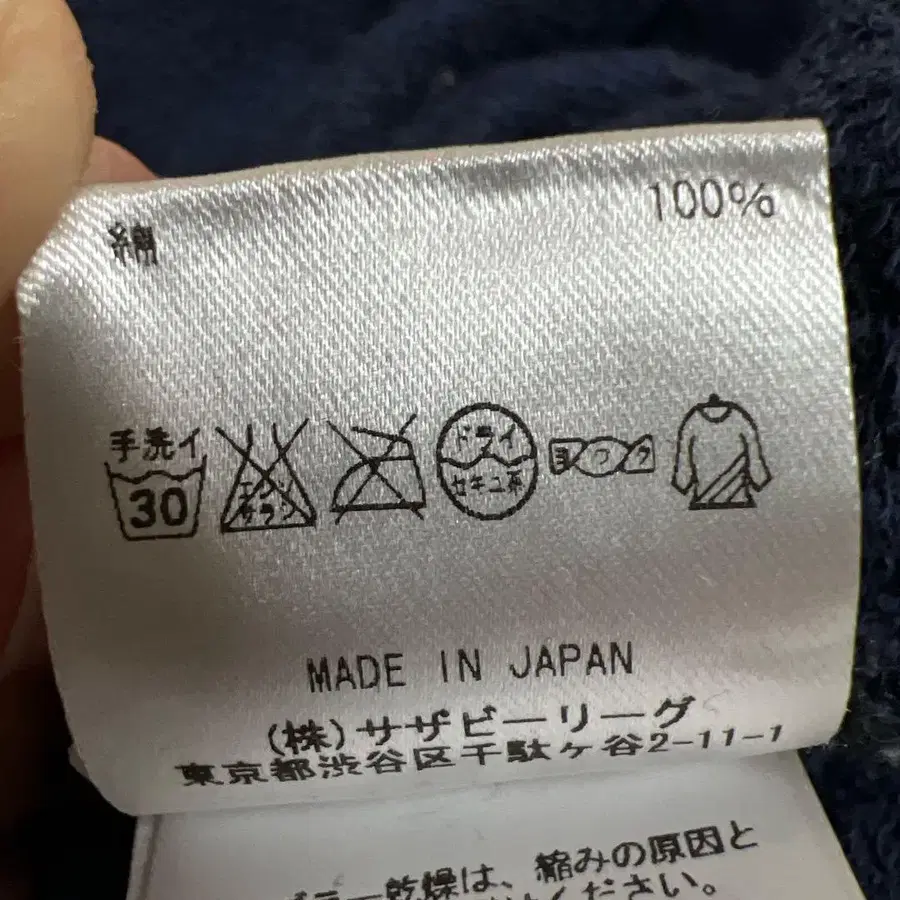 綿 100%
手洗イ
30
エンソ
サラシ
ドライ
セキユ系
ヨワク
MADE IN JAPAN
(株)サザビーリーグ
東京都渋谷区千駄ヶ谷2-11-1
乾燥は、縮みの原因と
ください。